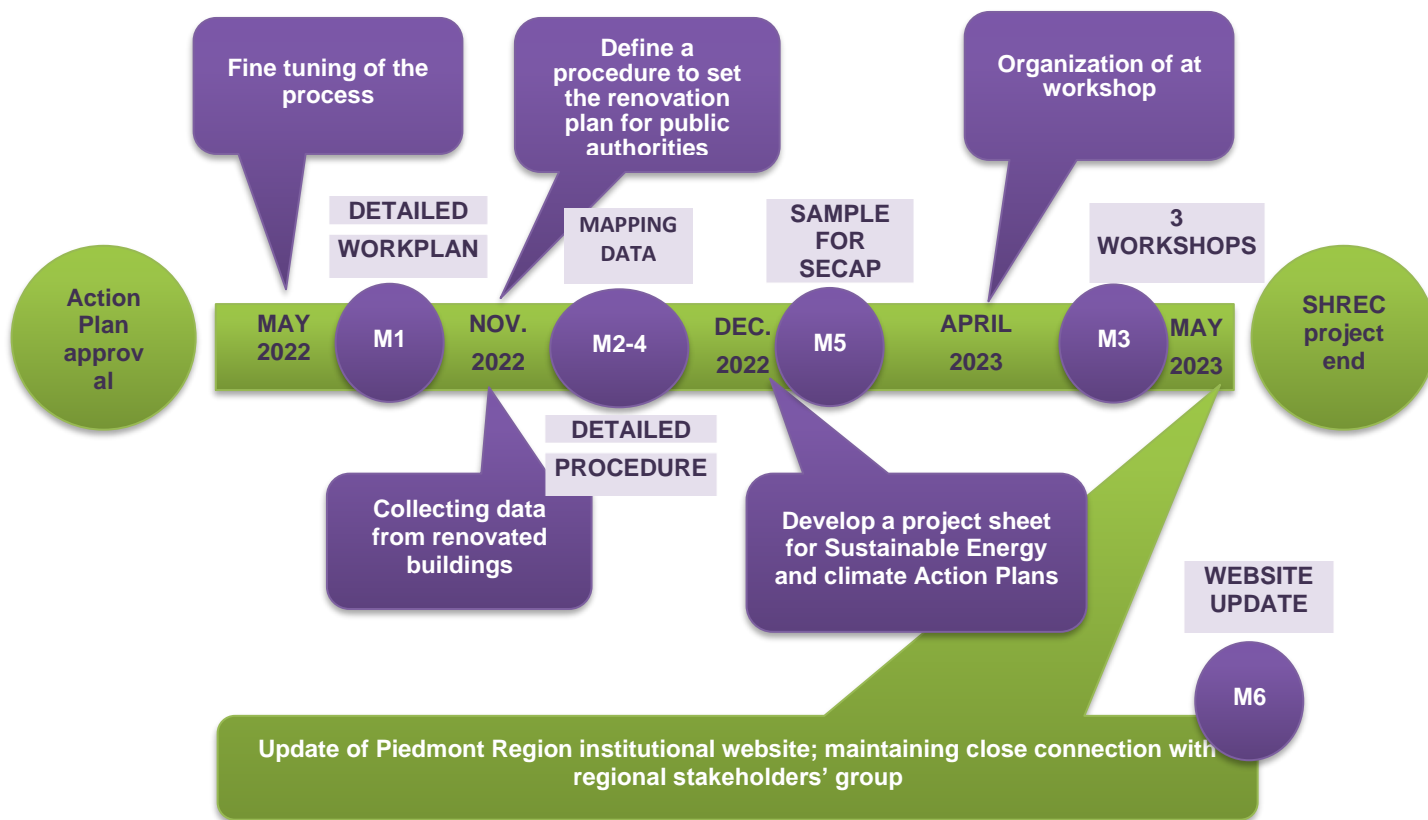 Fine tuning of the
process
Define a
procedure to set
the renovation
plan for public
authorities
Organization of at
workshop
DETAILED
WORKPLAN
MAPPING
DATA
SAMPLE
FOR
SECAP
3
WORKSHOPS
Action
Plan
approv
al
MAY
2022
M1
NOV.
2022
M2-4
DEC.
2022
M5
APRIL
2023
M3
MAY
2023
SHREC
project
end
DETAILED
PROCEDURE
Collecting data
from renovated
buildings
Develop a project sheet
for Sustainable Energy
and climate Action Plans
WEBSITE
UPDATE
M6
Update of Piedmont Region institutional website; maintaining close connection with
regional stakeholders’ group